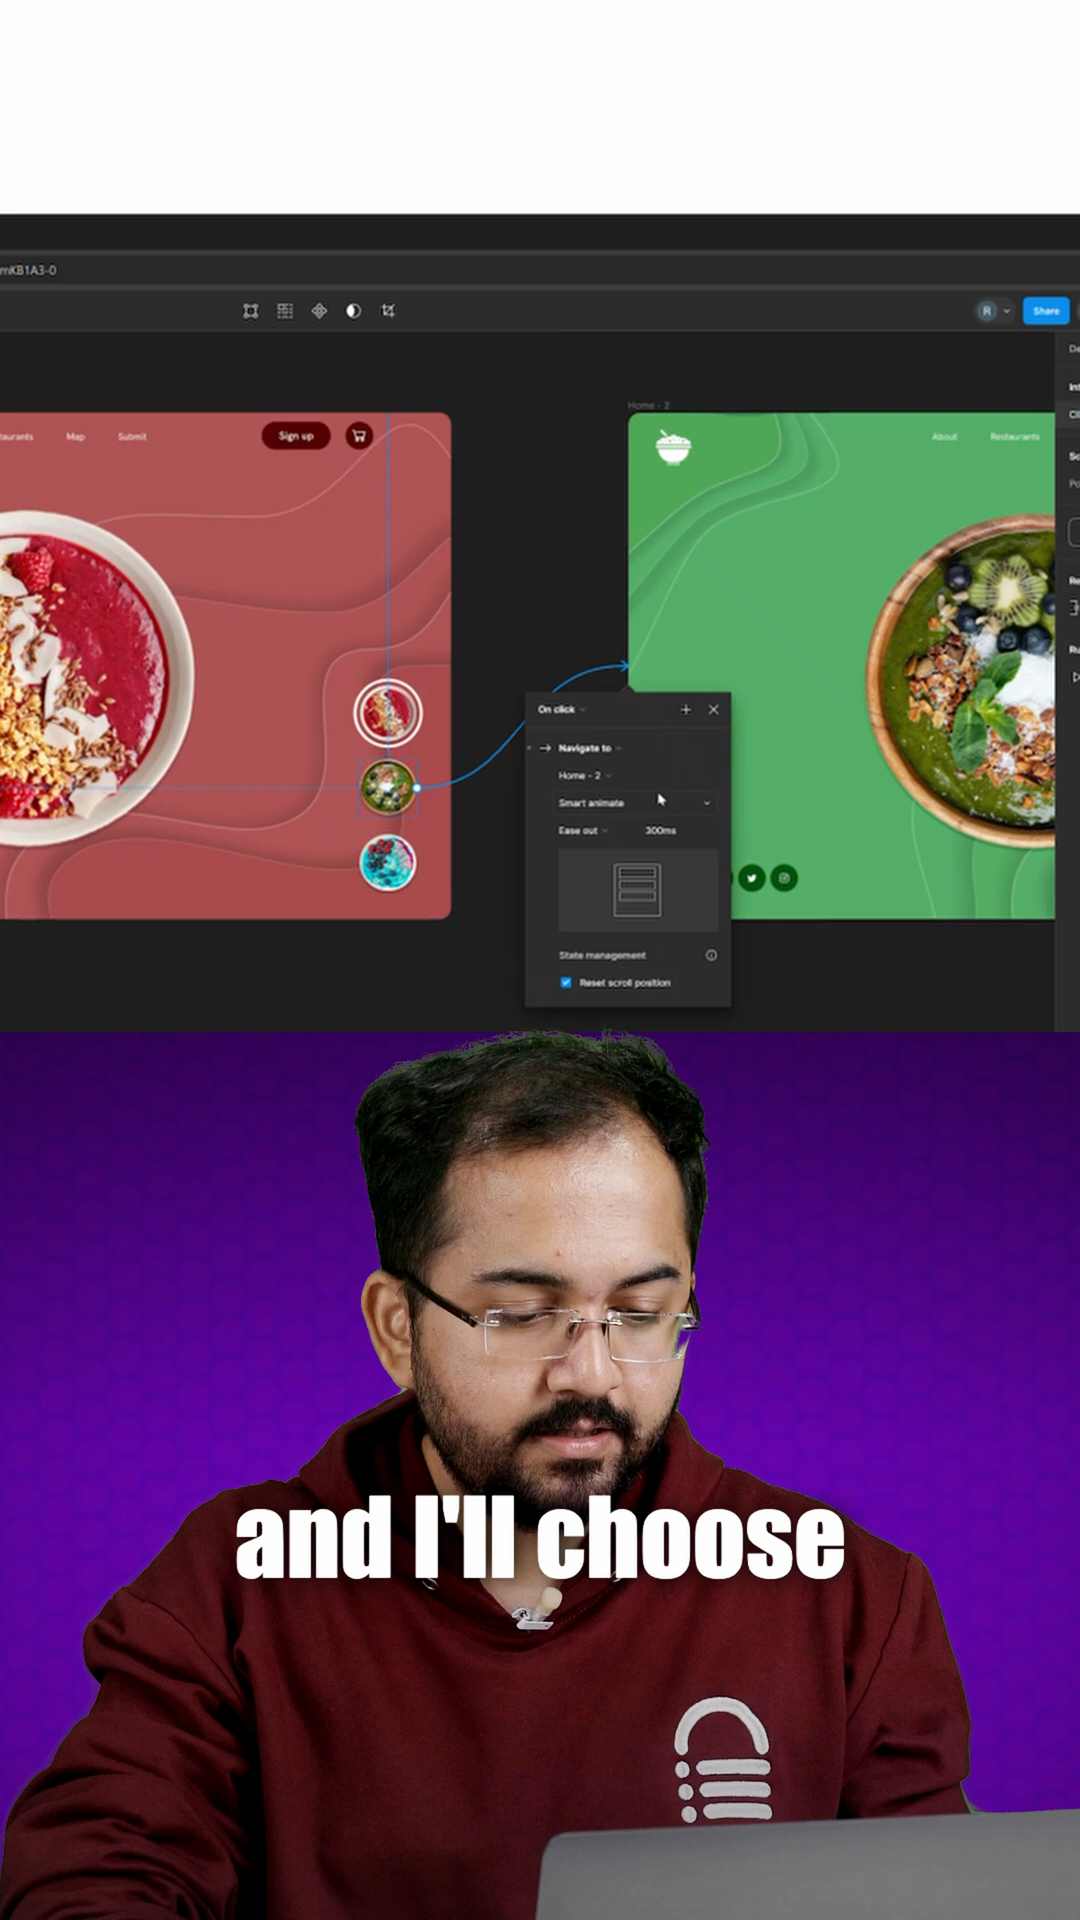 mKB1A3-0
R
Share
Home - 2
Map
Submit
Sign up
About
Restaurants
On click
Navigate to
Home - 2
Smart animate
Ease out
300ms
State management
Reset scroll position
and I'll choose